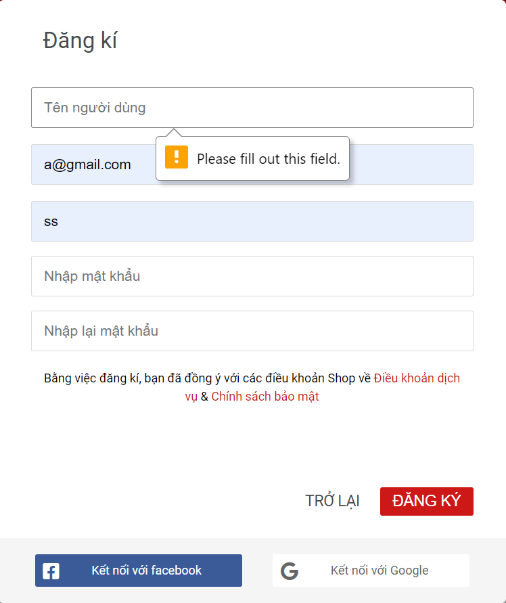 Đăng kí
Tên người dùng
Please fill out this field.
a@gmail.com
ss
Nhập mật khẩu
Nhập lại mật khẩu
Bằng việc đăng kí, bạn đã đồng ý với các điều khoản Shop về Điều khoản dịch
vụ & Chính sách bảo mật
TRỞ LẠI
ĐĂNG KÝ
Kết nối với facebook
Kết nối với Google